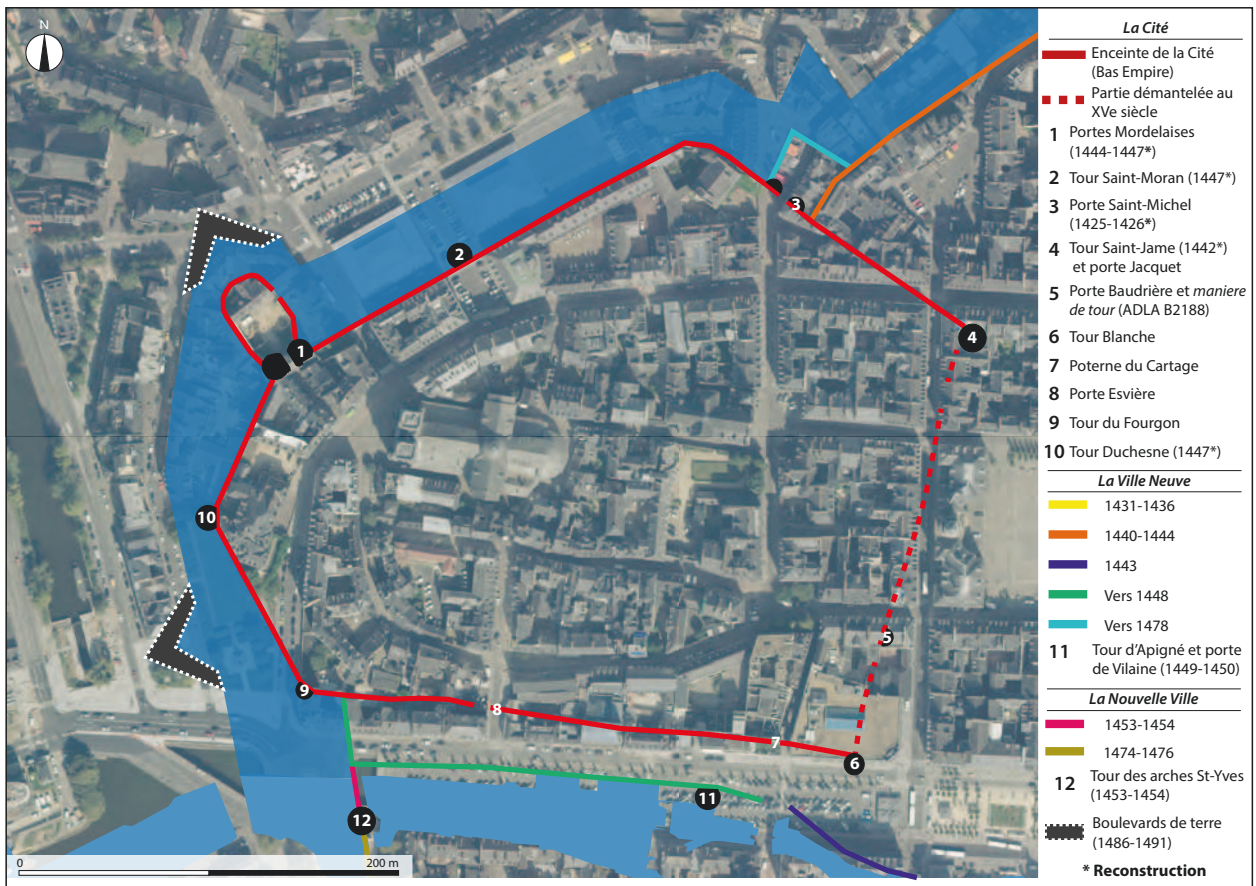 N
1
2
3
4
5
6
7
8
9
10
11
12
0
200 m
La Cité
Enceinte de la Cité
(Bas Empire)
Partie démantelée au
XVe siècle
1 Portes Mordelaises
(1444-1447*)
2 Tour Saint-Moran (1447*)
3 Porte Saint-Michel
(1425-1426*)
4 Tour Saint-Jame (1442*)
et porte Jacquet
5 Porte Baudrière et maniere
de tour (ADLA B2188)
6 Tour Blanche
7 Poterne du Cartage
8 Porte Esvière
9 Tour du Fourgon
10 Tour Duchesne (1447*)
La Ville Neuve
1431-1436
1440-1444
1443
Vers 1448
Vers 1478
11 Tour d'Apigné et porte
de Vilaine (1449-1450)
La Nouvelle Ville
1453-1454
1474-1476
12 Tour des arches St-Yves
(1453-1454)
Boulevards de terre
(1486-1491)
* Reconstruction